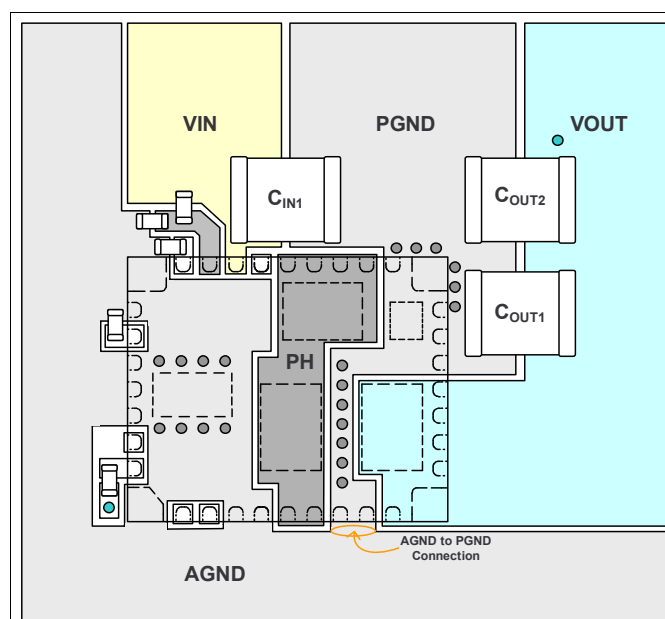 VIN
PGND
VOUT
CIN1
COUT2
COUT1
PH
AGND to PGND
Connection
AGND